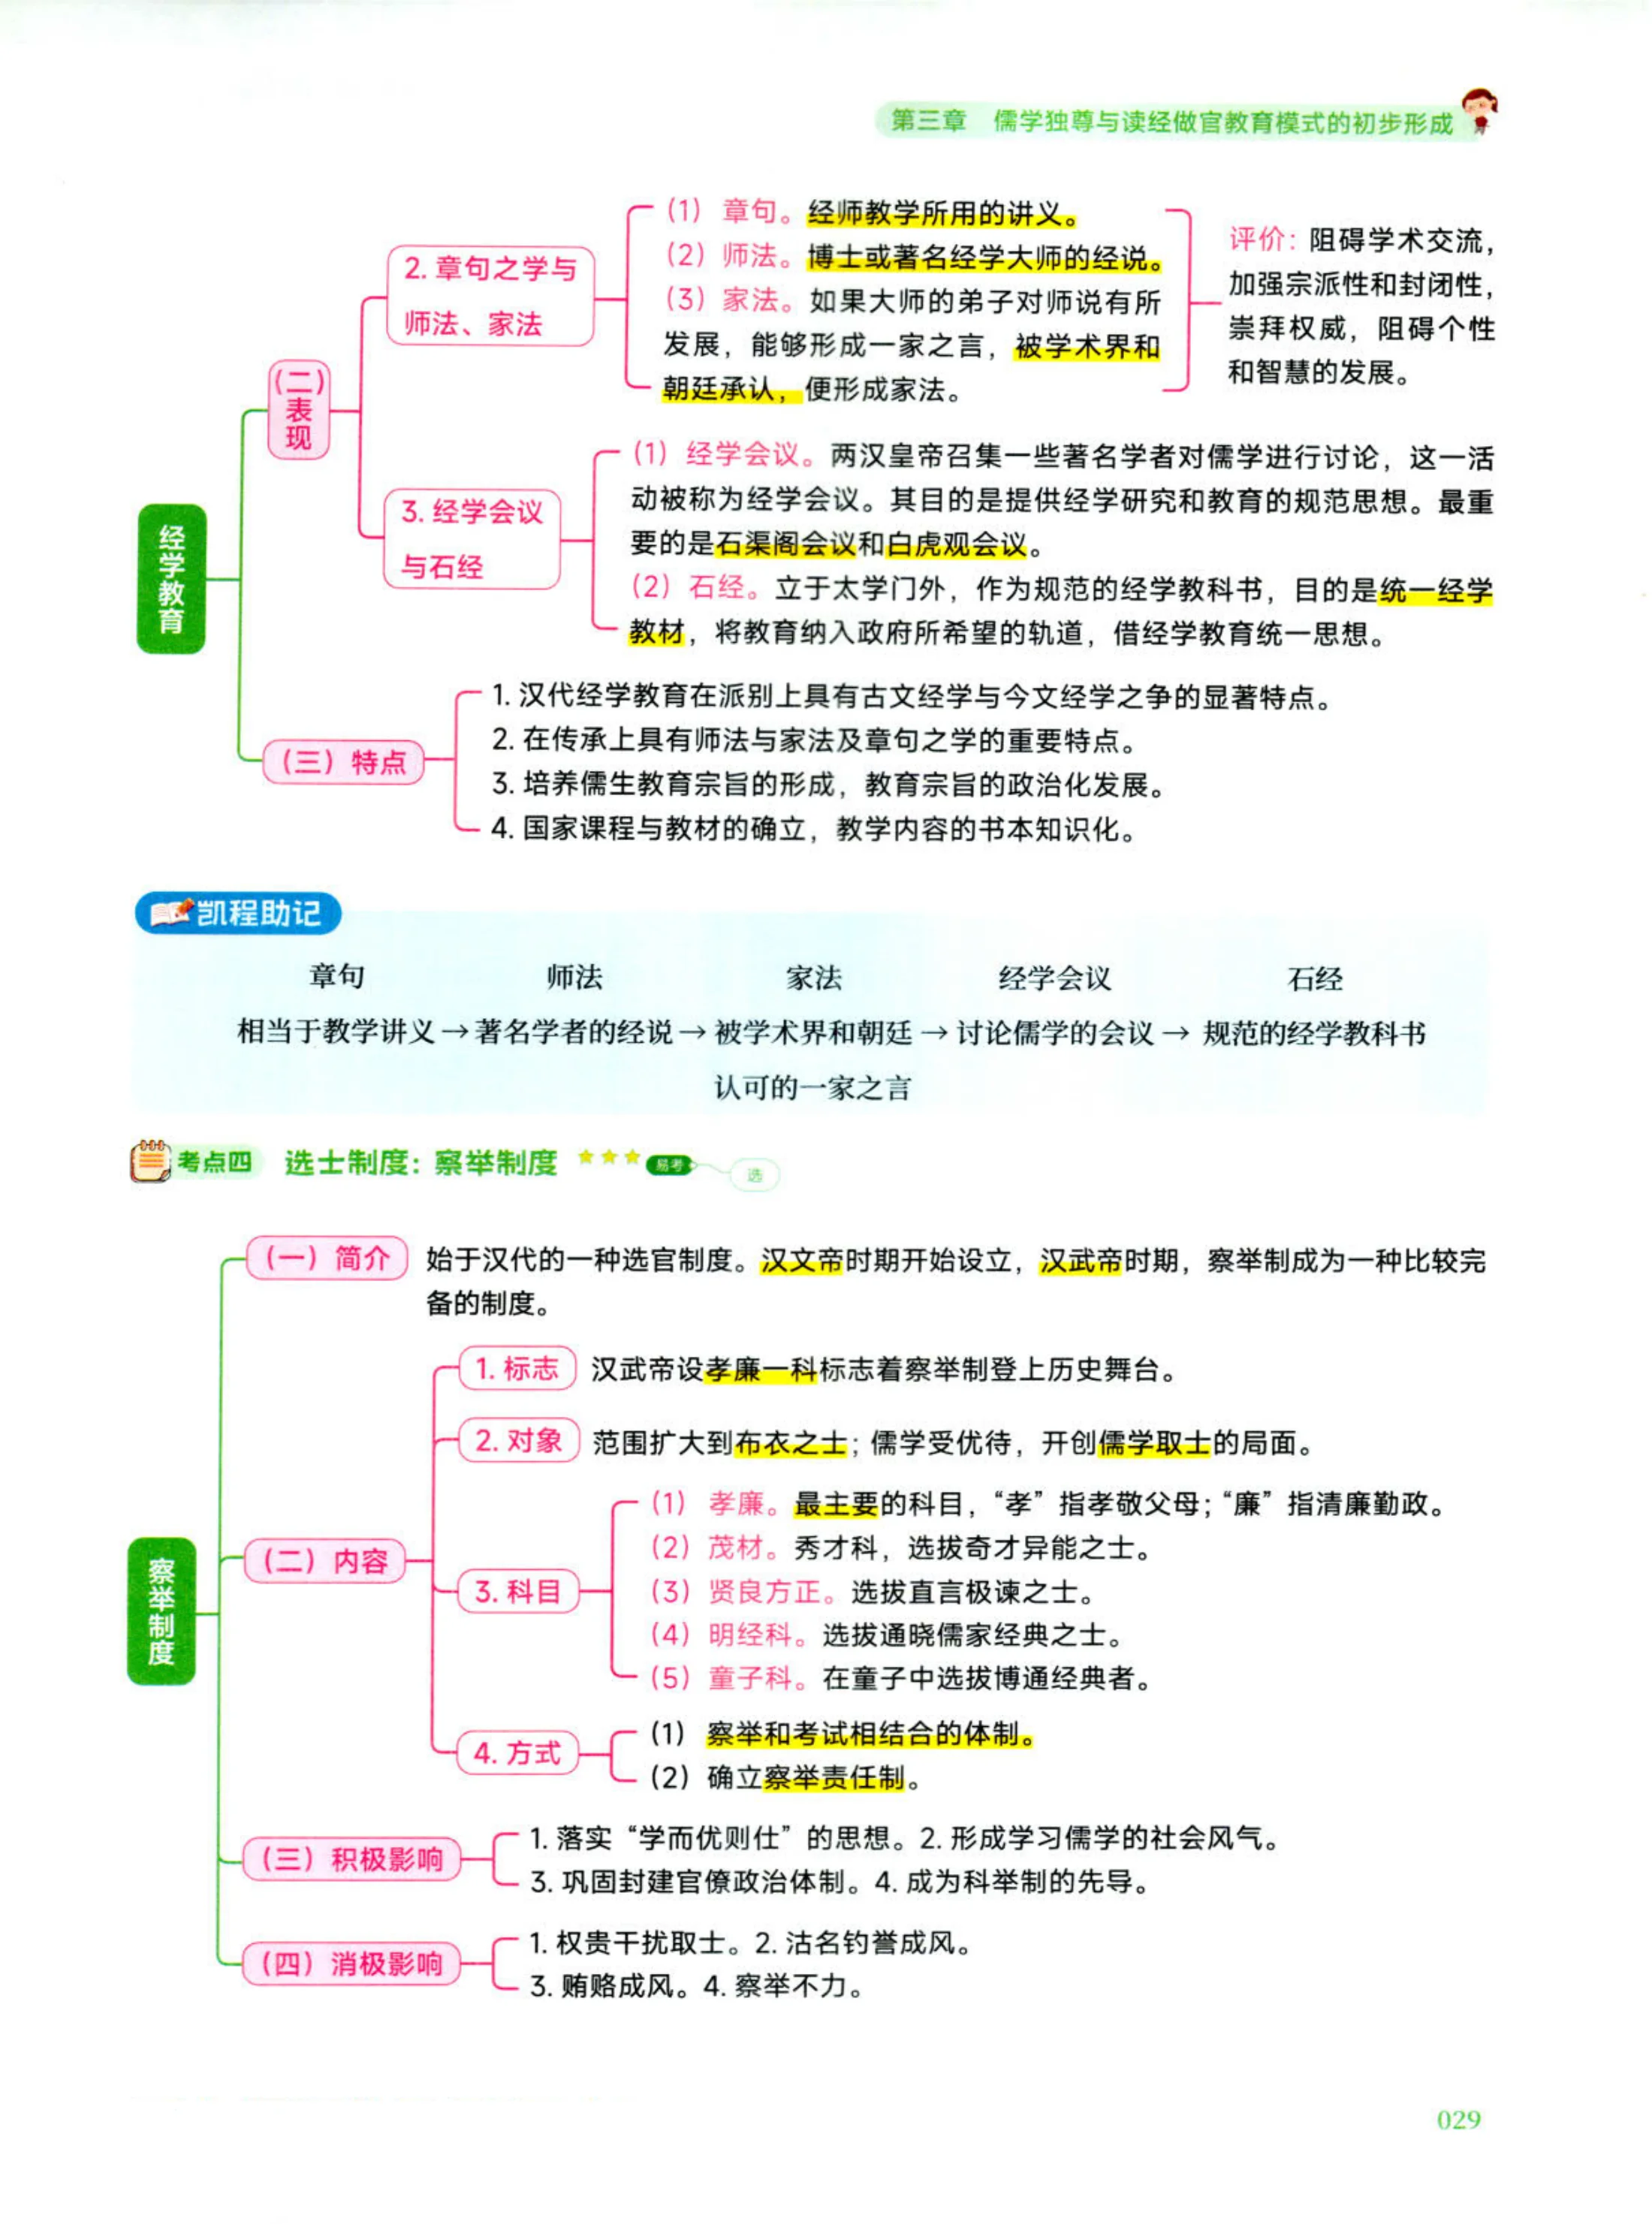 第三章 儒学独尊与读经做官教育模式的初步形成
经学教育
(二)表现
2. 章句之学与
师法、家法
(1) 章句。经师教学所用的讲义。
(2) 师法。博士或著名经学大师的经说。
(3) 家法。如果大师的弟子对师说有所
发展，能够形成一家之言，被学术界和
朝廷承认，便形成家法。
评价：阻碍学术交流，
加强宗派性和封闭性，
崇拜权威，阻碍个性
和智慧的发展。
3. 经学会议
与石经
(1) 经学会议。两汉皇帝召集一些著名学者对儒学进行讨论，这一活
动被称为经学会议。其目的是提供经学研究和教育的规范思想。最重
要的是石渠阁会议和白虎观会议。
(2) 石经。立于太学门外，作为规范的经学教科书，目的是统一经学
教材，将教育纳入政府所希望的轨道，借经学教育统一思想。
(三) 特点
1. 汉代经学教育在派别上具有古文经学与今文经学之争的显著特点。
2. 在传承上具有师法与家法及章句之学的重要特点。
3. 培养儒生教育宗旨的形成，教育宗旨的政治化发展。
4. 国家课程与教材的确立，教学内容的书本知识化。
凯程助记
章句 师法 家法 经学会议 石经
相当于教学讲义→著名学者的经说→被学术界和朝廷→讨论儒学的会议→规范的经学教科书
认可的一家之言
考点四 选士制度：察举制度 ★★★ 易考 选
察举制度
(一) 简介
始于汉代的一种选官制度。汉文帝时期开始设立，汉武帝时期，察举制成为一种比较完
备的制度。
(二) 内容
1. 标志 汉武帝设孝廉一科标志着察举制登上历史舞台。
2. 对象 范围扩大到布衣之士；儒学受优待，开创儒学取士的局面。
3. 科目
(1) 孝廉。最主要的科目，“孝”指孝敬父母；“廉”指清廉勤政。
(2) 茂材。秀才科，选拔奇才异能之士。
(3) 贤良方正。选拔直言极谏之士。
(4) 明经科。选拔通晓儒家经典之士。
(5) 童子科。在童子中选拔博通经典者。
4. 方式
(1) 察举和考试相结合的体制。
(2) 确立察举责任制。
(三) 积极影响
1. 落实“学而优则仕”的思想。2. 形成学习儒学的社会风气。
3. 巩固封建官僚政治体制。4. 成为科举制的先导。
(四) 消极影响
1. 权贵干扰取士。2. 沽名钓誉成风。
3. 贿赂成风。4. 察举不力。
029